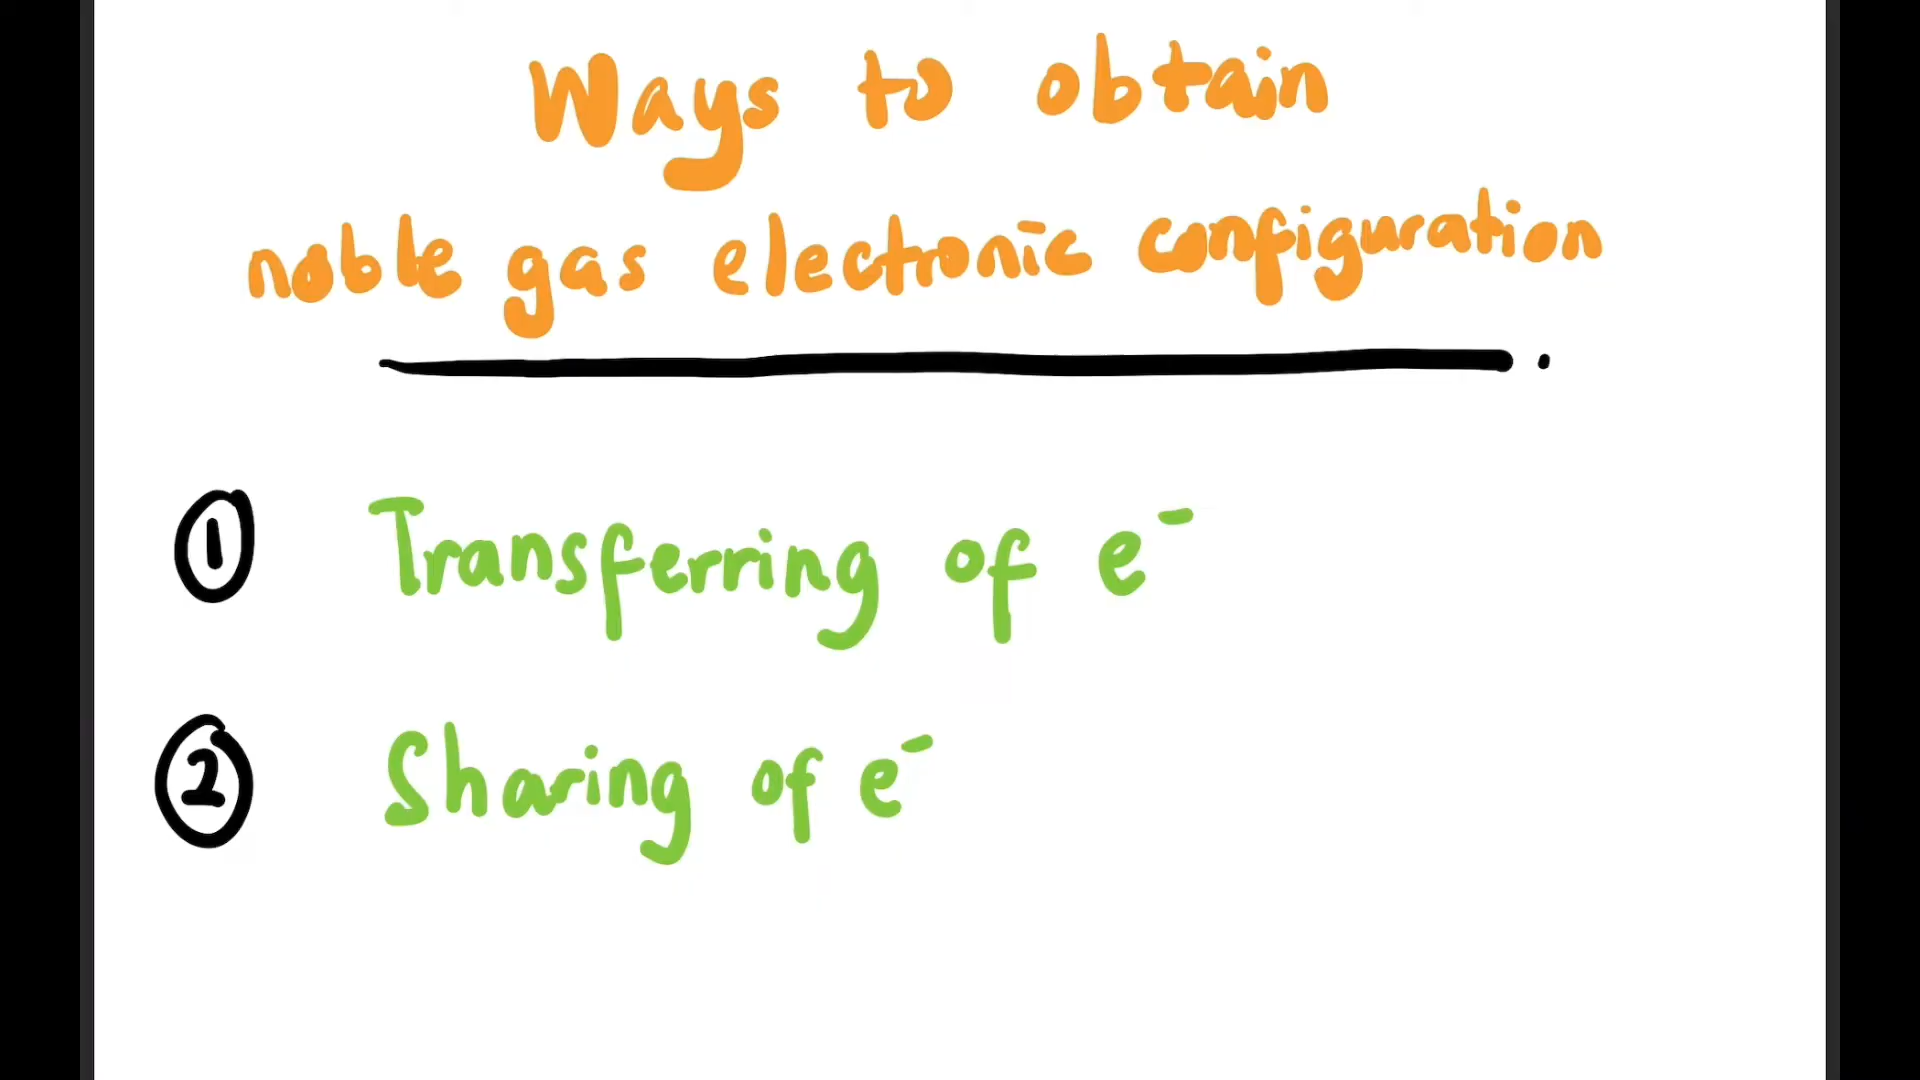 Ways to obtain
noble gas electronic configuration
① Transferring of e⁻
② Sharing of e⁻